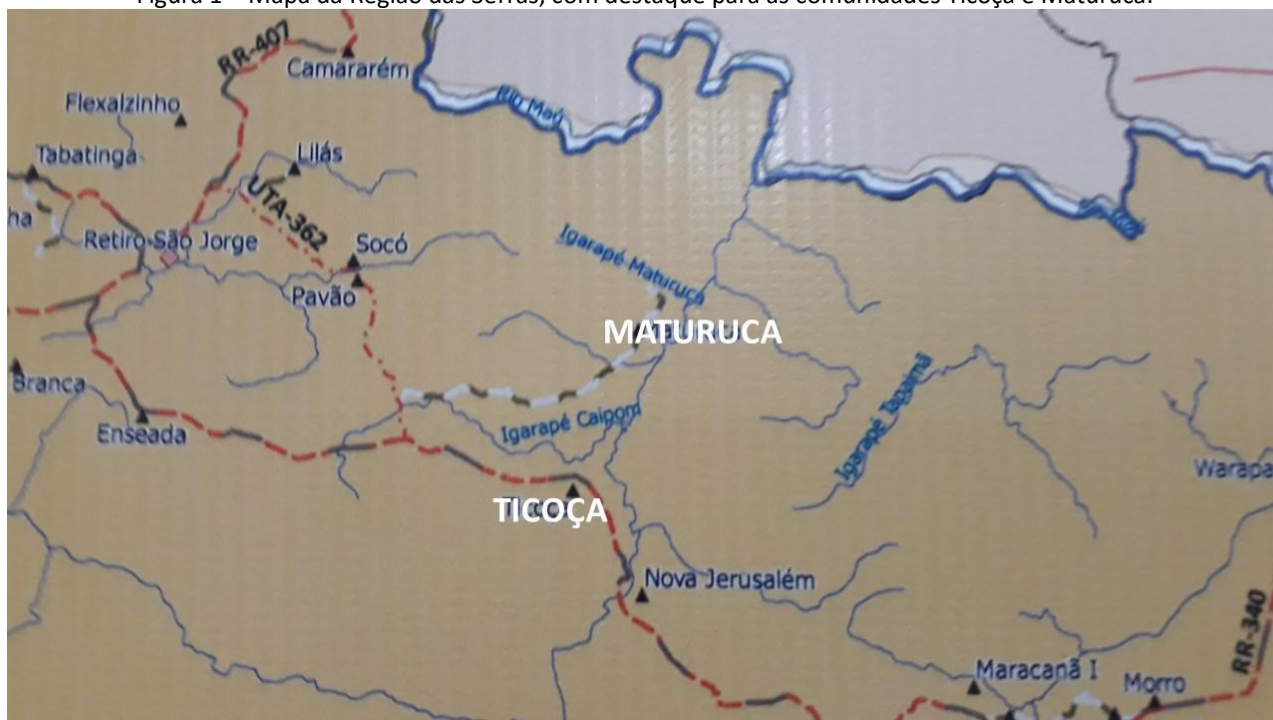 Figura 1 – Mapa da Região das Serras, com destaque para as comunidades Ticoça e Maturuca.
RR-407
Camararém
Flexalzinho
Rio Maú
Tabatinga
Lilás
UTA-362
ha
Retiro São Jorge
Socó
Igarapé Maturuca
Pavão
MATURUCA
Branca
Igarapé Caipom
Enseada
Warapa
TICOÇA
Nova Jerusalém
RR-340
Maracanã I
Morro